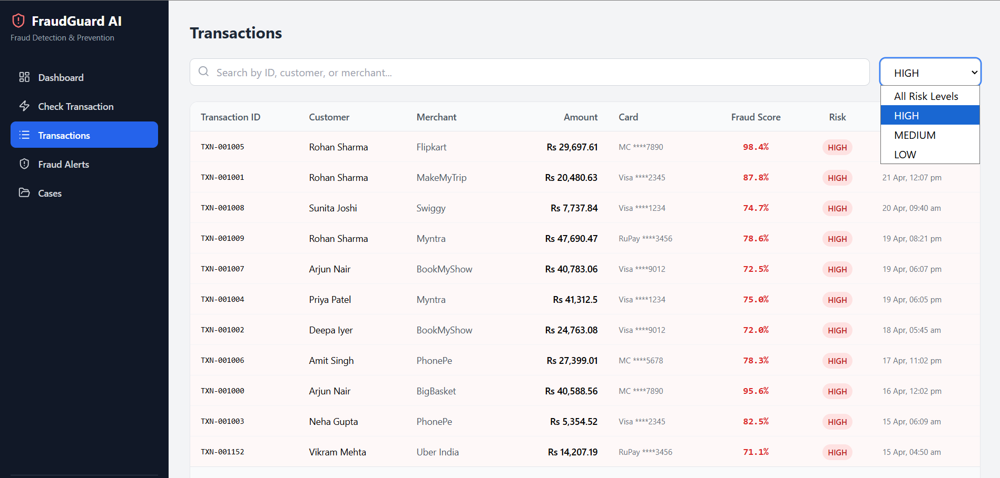 FraudGuard AI
Fraud Detection & Prevention
Dashboard
Check Transaction
Transactions
Fraud Alerts
Cases
Transactions
Search by ID, customer, or merchant...
HIGH
All Risk Levels
HIGH
MEDIUM
LOW
Transaction ID Customer Merchant Amount Card Fraud Score Risk
TXN-001005 Rohan Sharma Flipkart Rs 29,697.61 MC ****7890 98.4% HIGH
TXN-001001 Rohan Sharma MakeMyTrip Rs 20,480.63 Visa ****2345 87.8% HIGH 21 Apr, 12:07 pm
TXN-001008 Sunita Joshi Swiggy Rs 7,737.84 Visa ****1234 74.7% HIGH 20 Apr, 09:40 am
TXN-001009 Rohan Sharma Myntra Rs 47,690.47 RuPay ****3456 78.6% HIGH 19 Apr, 08:21 pm
TXN-001007 Arjun Nair BookMyShow Rs 40,783.06 Visa ****9012 72.5% HIGH 19 Apr, 06:07 pm
TXN-001004 Priya Patel Myntra Rs 41,312.5 Visa ****1234 75.0% HIGH 19 Apr, 06:05 pm
TXN-001002 Deepa Iyer BookMyShow Rs 24,763.08 Visa ****9012 72.0% HIGH 18 Apr, 05:45 am
TXN-001006 Amit Singh PhonePe Rs 27,399.01 MC ****5678 78.3% HIGH 17 Apr, 11:02 pm
TXN-001000 Arjun Nair BigBasket Rs 40,588.56 MC ****7890 95.6% HIGH 16 Apr, 12:02 pm
TXN-001003 Neha Gupta PhonePe Rs 5,354.52 Visa ****2345 82.5% HIGH 15 Apr, 06:09 am
TXN-001152 Vikram Mehta Uber India Rs 14,207.19 RuPay ****3456 71.1% HIGH 15 Apr, 04:50 am